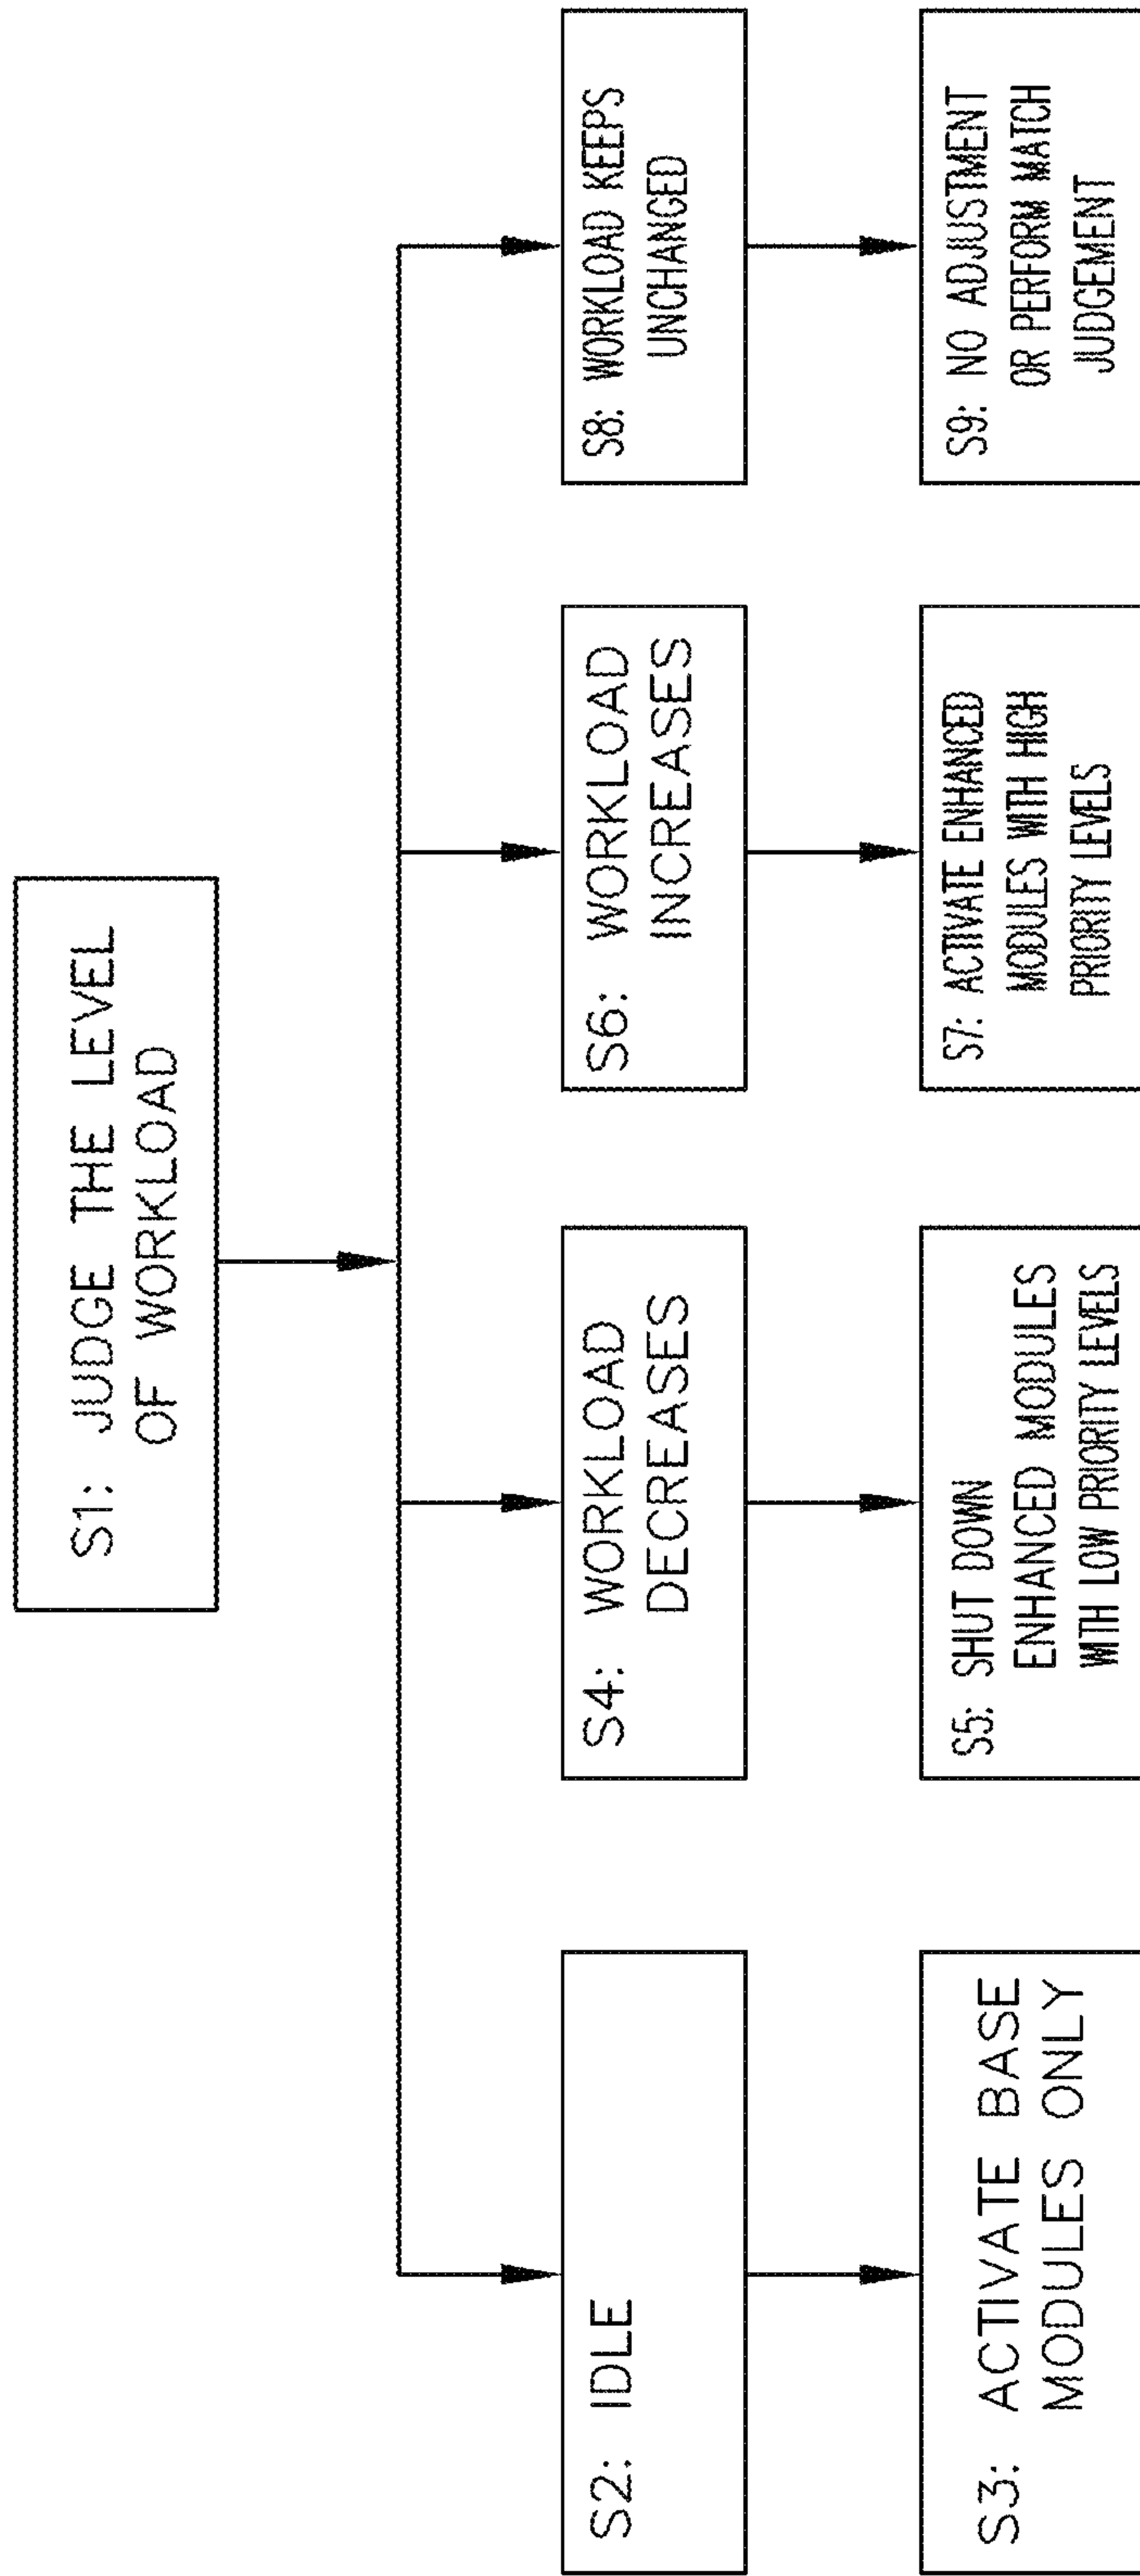 S1: JUDGE THE LEVEL
OF WORKLOAD
S2: IDLE
S3: ACTIVATE BASE
MODULES ONLY
S4: WORKLOAD
DECREASES
S5: SHUT DOWN
ENHANCED MODULES
WITH LOW PRIORITY LEVELS
S6: WORKLOAD
INCREASES
S7: ACTIVATE ENHANCED
MODULES WITH HIGH
PRIORITY LEVELS
S8: WORKLOAD KEEPS
UNCHANGED
S9: NO ADJUSTMENT
OR PERFORM MATCH
JUDGEMENT